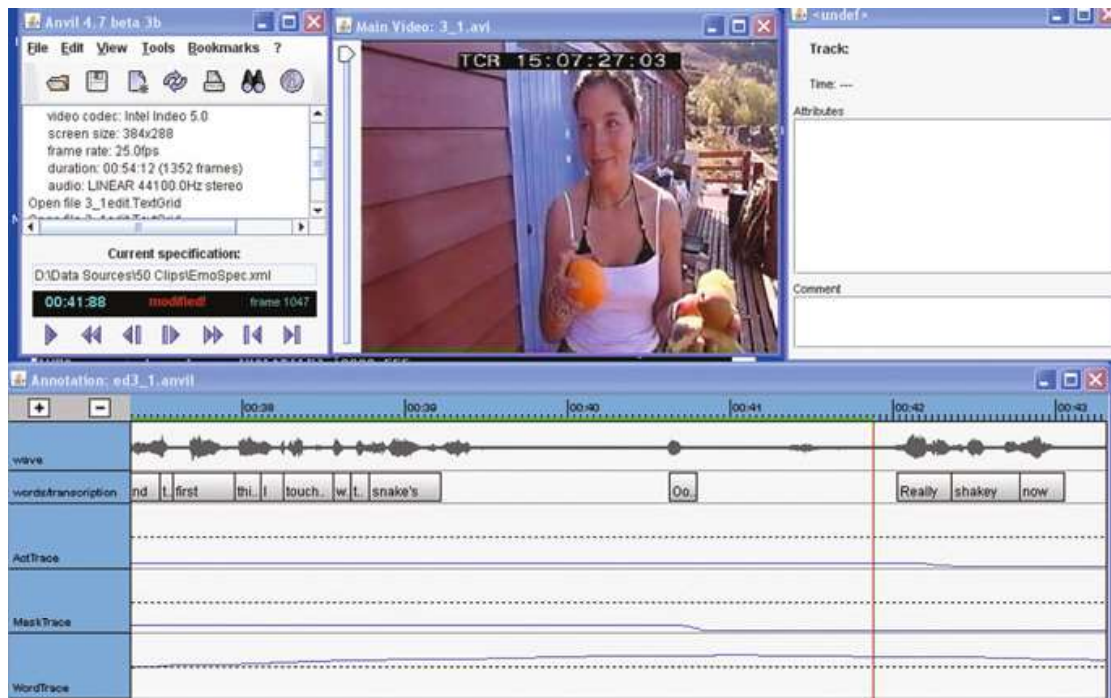 Anvil 4.7 beta 3b
File Edit View Tools Bookmarks ?
video codec: Intel Indeo 5.0
screen size: 384x288
frame rate: 25.0fps
duration: 00:54:12 (1352 frames)
audio: LINEAR 44100.0Hz stereo
Open file 3_1edit.TextGrid
Current specification:
D:\Data Sources\50 Clips\EmoSpec.xml
00:41:88 modified! frame 1047
Main Video: 3_1.avi
TCR 15:07:27:03
<undef>
Track:
Time: ---
Attributes
Comment
Annotation: ed3_1.anvil
+ -
00:38 00:39 00:40 00:41 00:42 00:43
wave
words/transcription nd t.. first thi.. I touch.. w.. t.. snake's Oo.. Really shakey now
ActTrace
MaskTrace
WordTrace